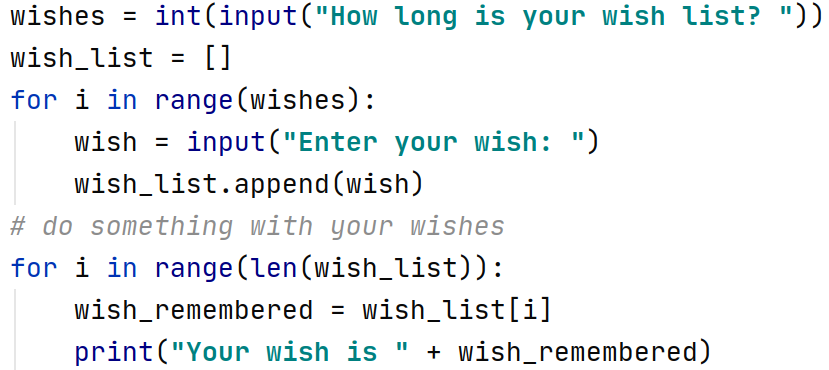 wishes = int(input("How long is your wish list? "))
wish_list = []
for i in range(wishes):
    wish = input("Enter your wish: ")
    wish_list.append(wish)
# do something with your wishes
for i in range(len(wish_list)):
    wish_remembered = wish_list[i]
    print("Your wish is " + wish_remembered)